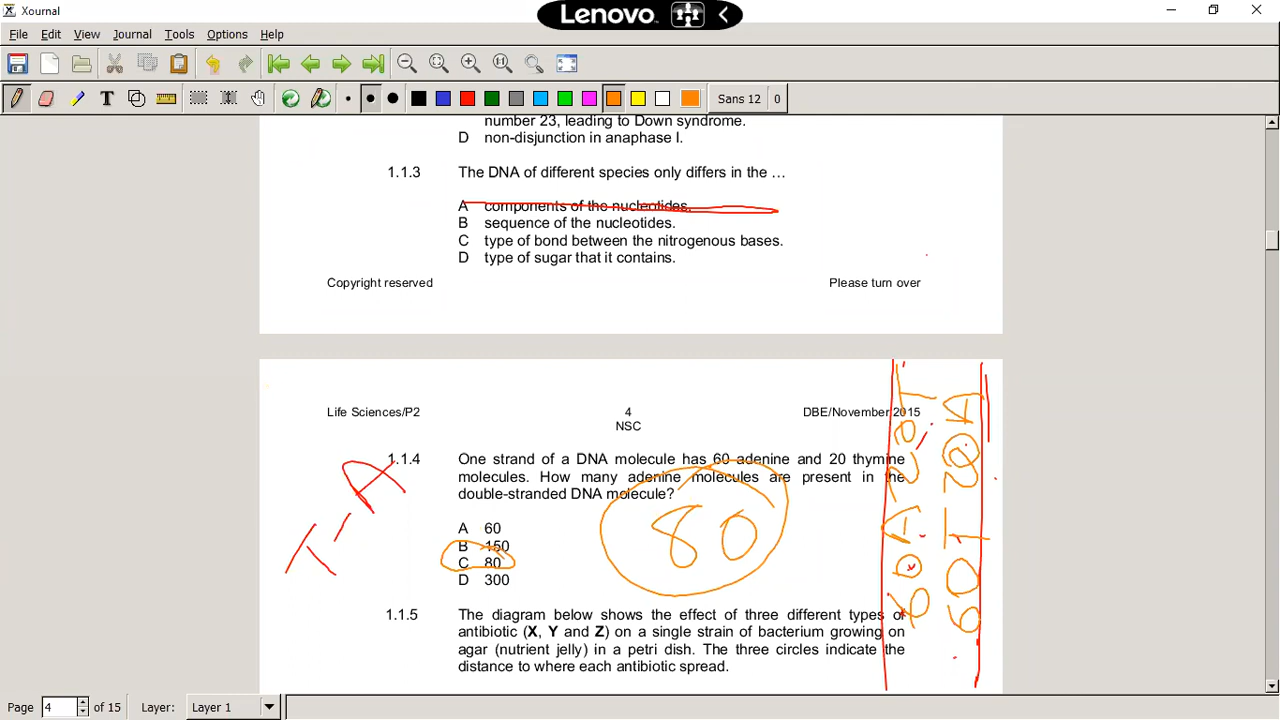 Xournal
Lenovo
File Edit View Journal Tools Options Help
Sans 12 0
number 23, leading to Down syndrome.
D non-disjunction in anaphase I.
1.1.3 The DNA of different species only differs in the …
A components of the nucleotides.
B sequence of the nucleotides.
C type of bond between the nitrogenous bases.
D type of sugar that it contains.
Copyright reserved Please turn over
Life Sciences/P2 4 DBE/November 2015
NSC
1.1.4 One strand of a DNA molecule has 60 adenine and 20 thymine
molecules. How many adenine molecules are present in the
double-stranded DNA molecule?
A 60
B 150
C 80
D 300
80
T-A
60A 20T
60T 20A
1.1.5 The diagram below shows the effect of three different types of
antibiotic (X, Y and Z) on a single strain of bacterium growing on
agar (nutrient jelly) in a petri dish. The three circles indicate the
distance to where each antibiotic spread.
Page 4 of 15 Layer: Layer 1